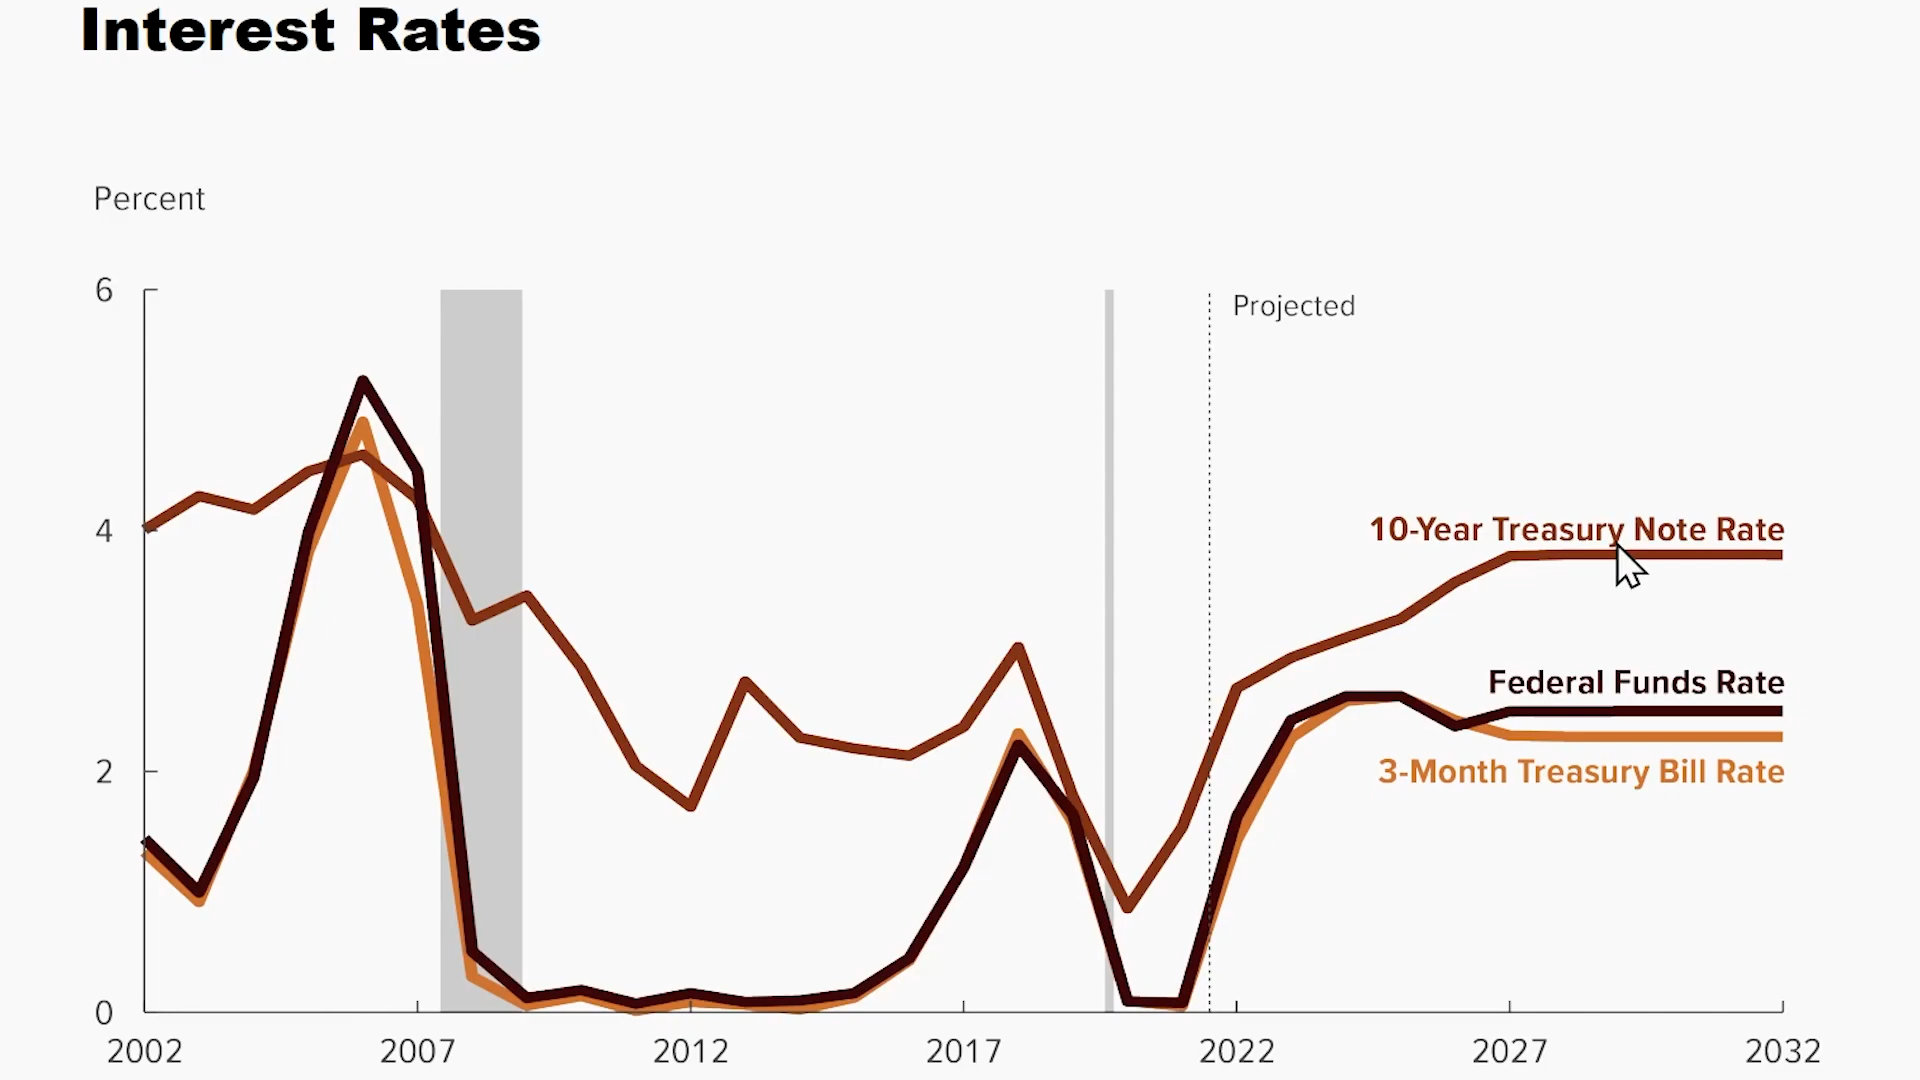 Interest Rates
Percent
6
Projected
4
10-Year Treasury Note Rate
Federal Funds Rate
2
3-Month Treasury Bill Rate
0
2002 2007 2012 2017 2022 2027 2032